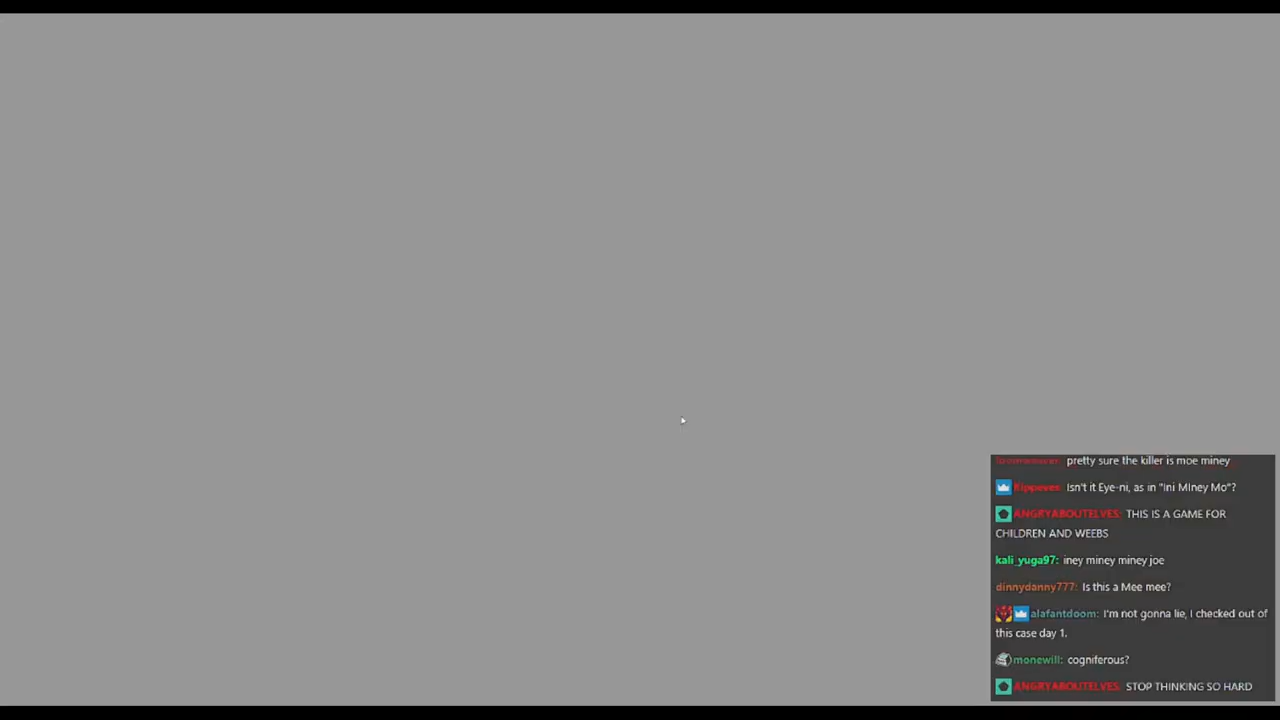 pretty sure the killer is moe miney
Kippeves: Isn't it Eye-ni, as in "Ini MIney Mo"?
ANGRYABOUTELVES: THIS IS A GAME FOR
CHILDREN AND WEEBS
kali_yuga97: iney miney miney joe
dinnydanny777: Is this a Mee mee?
alafantdoom: I'm not gonna lie, I checked out of
this case day 1.
monewill: cogniferous?
ANGRYABOUTELVES: STOP THINKING SO HARD